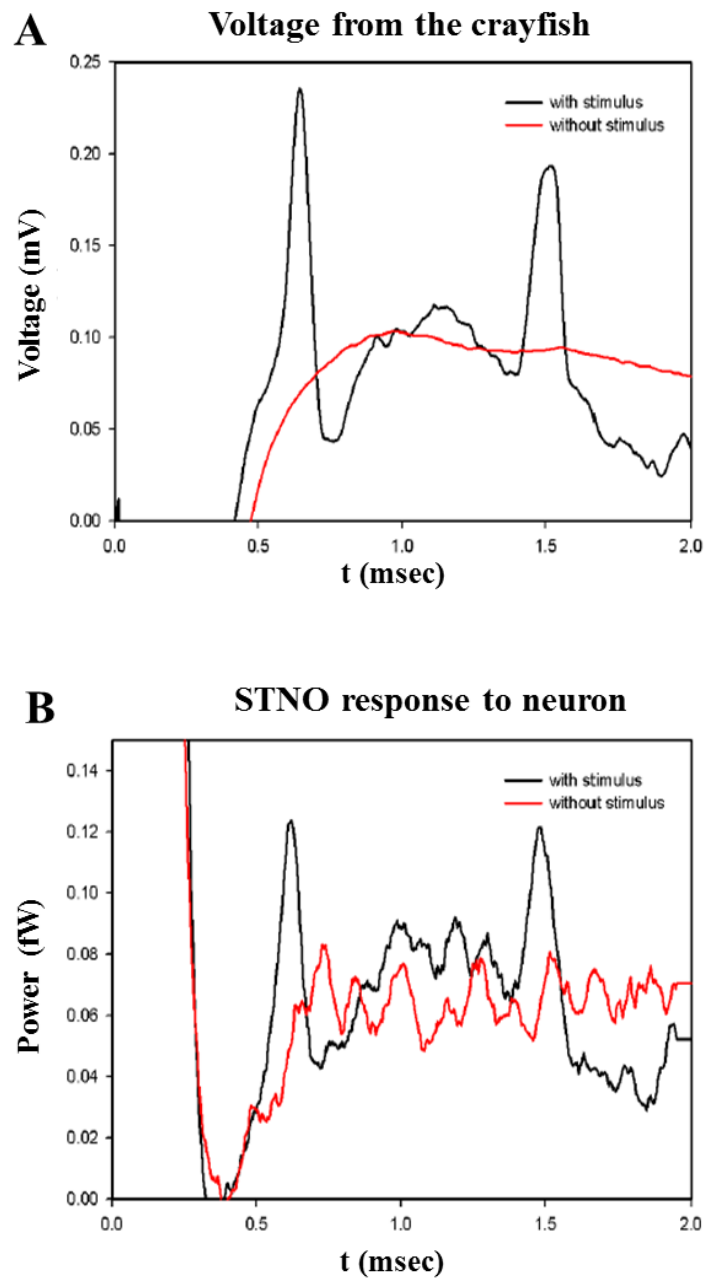 A
Voltage from the crayfish
with stimulus
without stimulus
0.25
0.20
0.15
0.10
0.05
0.00
Voltage (mV)
0.0 0.5 1.0 1.5 2.0
t (msec)
B
STNO response to neuron
with stimulus
without stimulus
0.14
0.12
0.10
0.08
0.06
0.04
0.02
0.00
Power (fW)
0.0 0.5 1.0 1.5 2.0
t (msec)